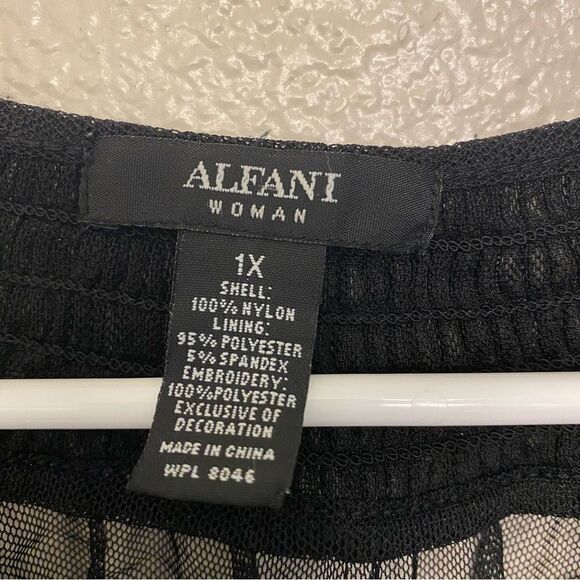 ALFANI
WOMAN
1X
SHELL:
100% NYLON
LINING:
95% POLYESTER
5% SPANDEX
EMBROIDERY:
100% POLYESTER
EXCLUSIVE OF
DECORATION
MADE IN CHINA
WPL 8046